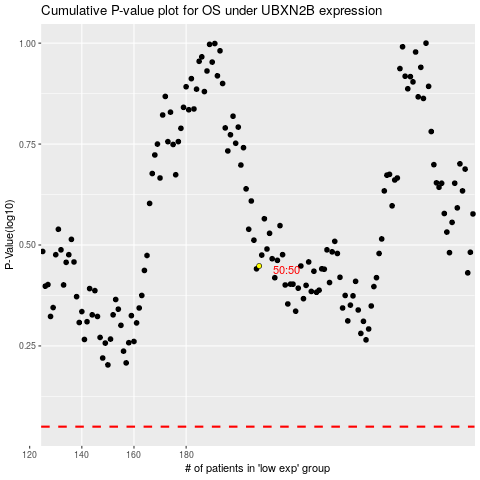 Cumulative P-value plot for OS under UBXN2B expression
P-Value(log10)
1.00
0.75
0.50
0.25
50:50
120 140 160 180
# of patients in 'low exp' group